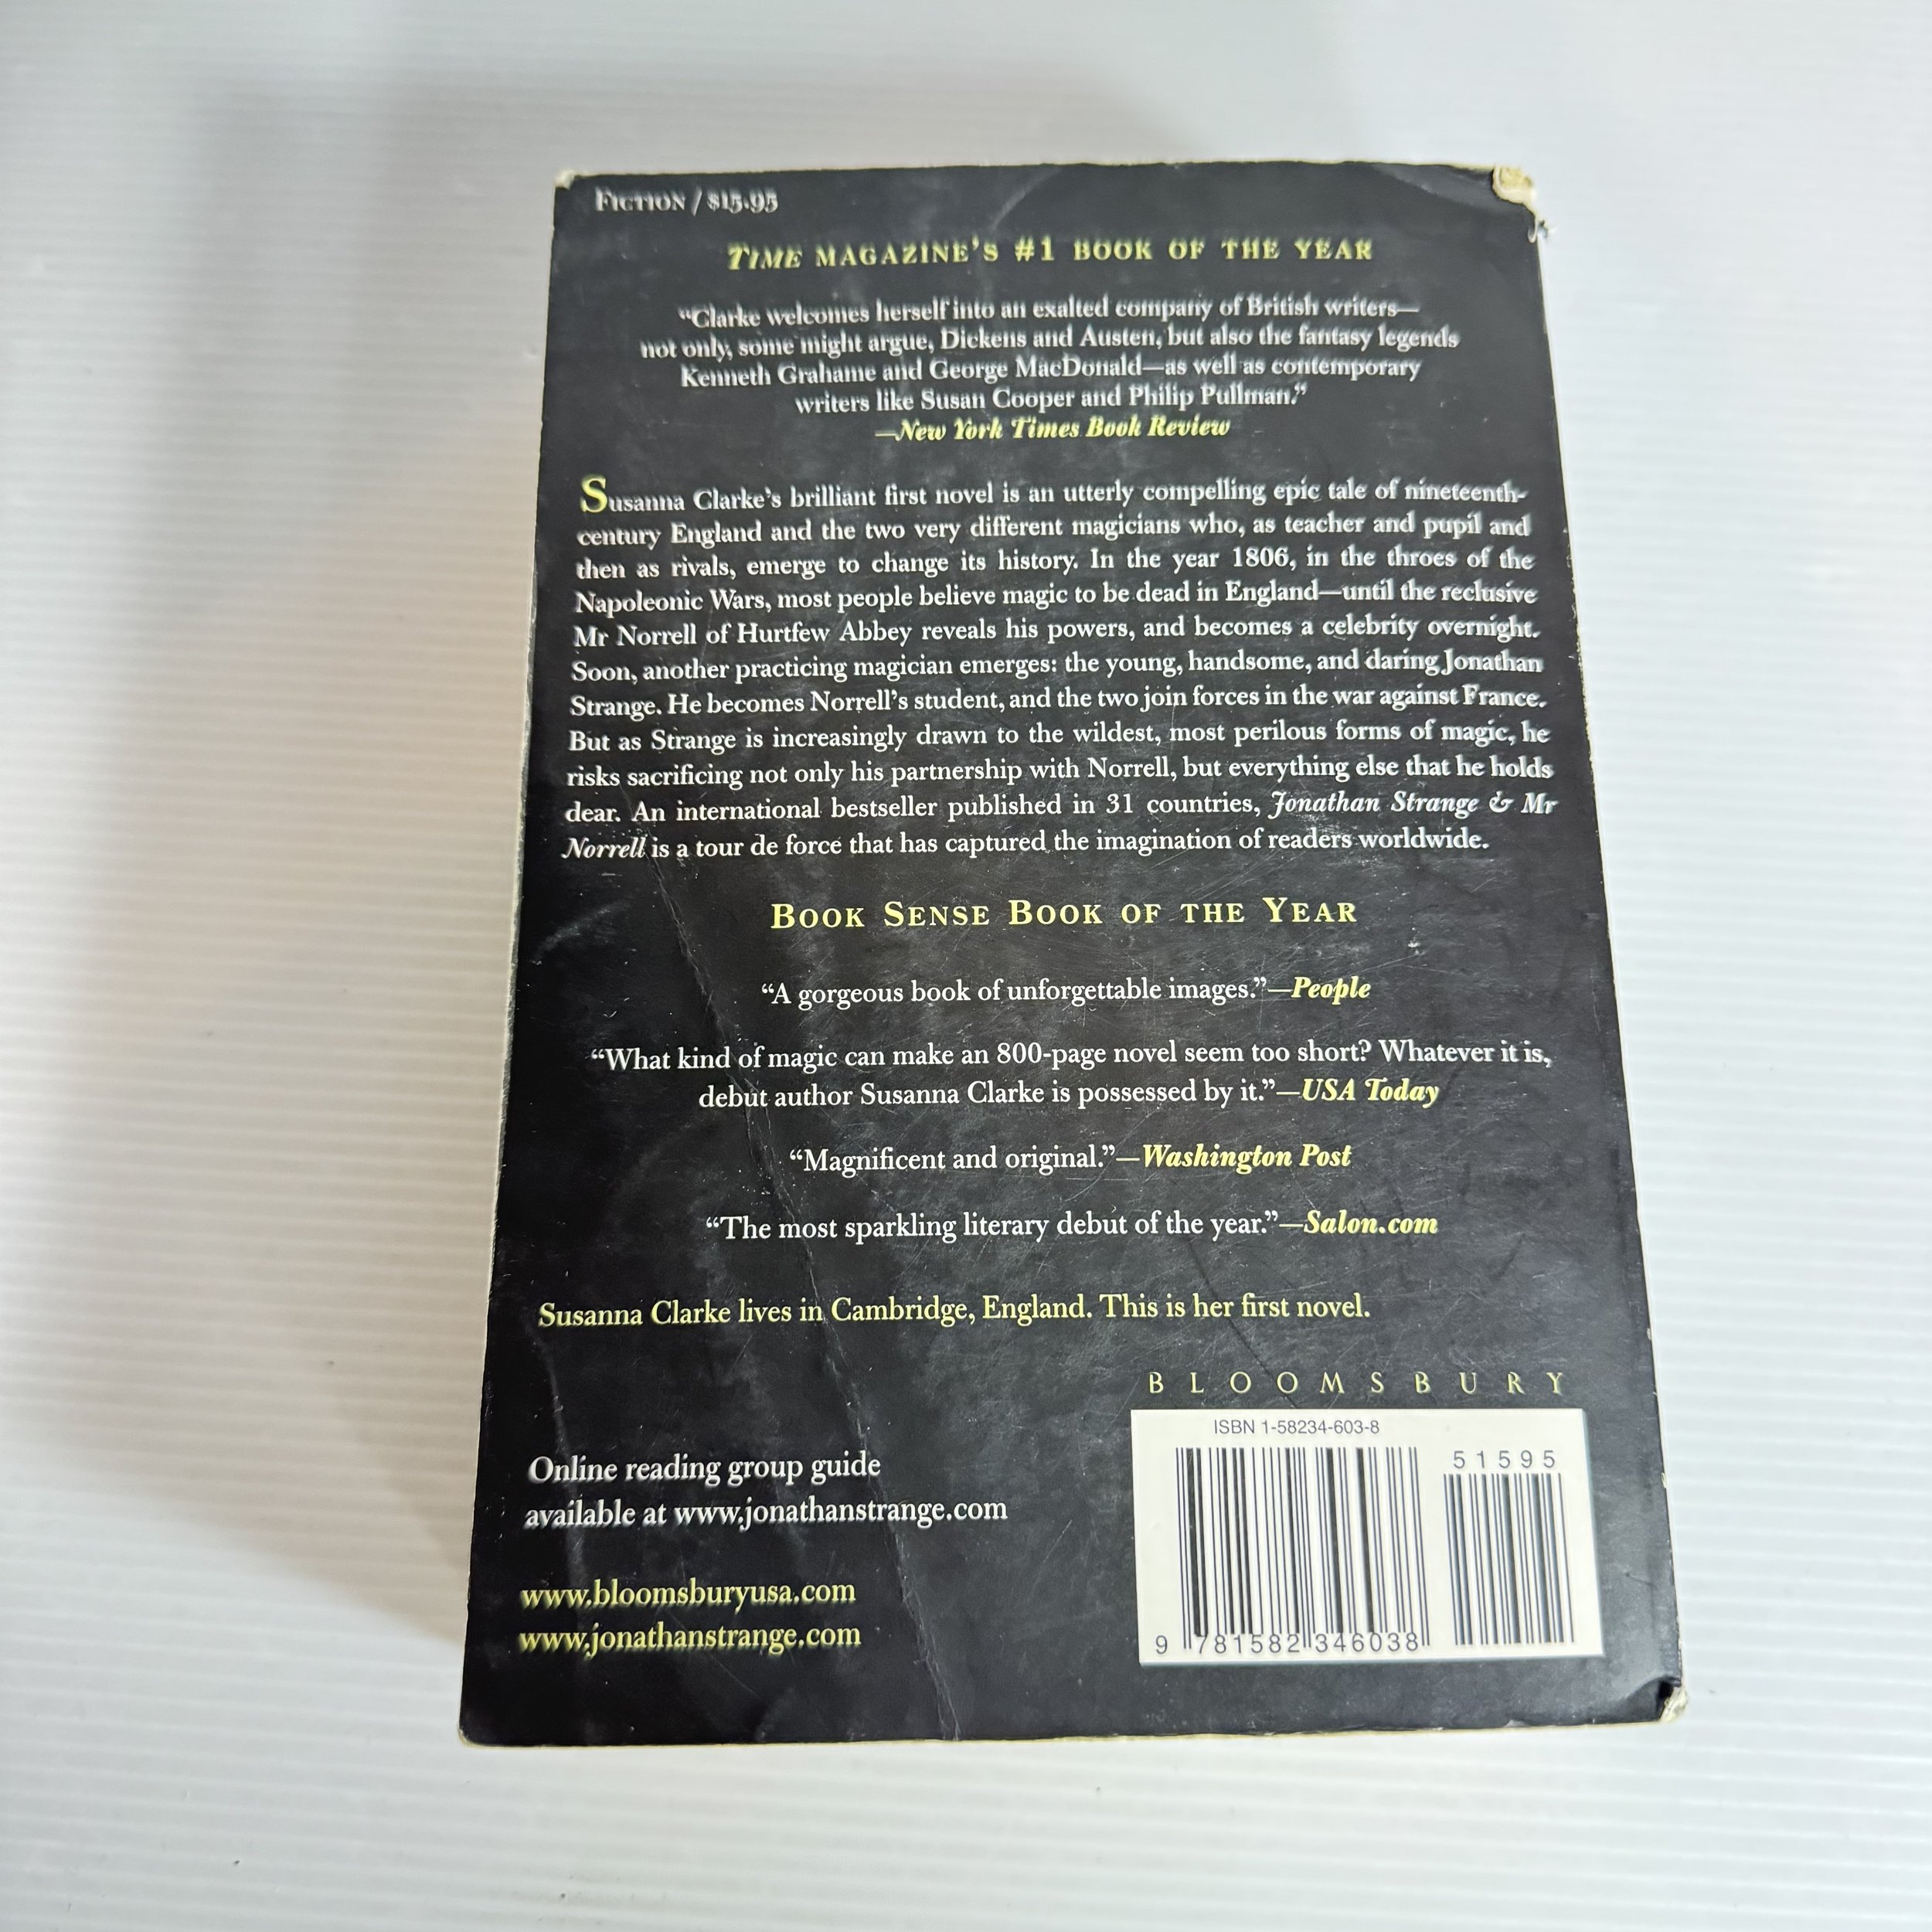 FICTION / $15.95
TIME MAGAZINE'S #1 BOOK OF THE YEAR
“Clarke welcomes herself into an exalted company of British writers—
not only, some might argue, Dickens and Austen, but also the fantasy legends
Kenneth Grahame and George MacDonald—as well as contemporary
writers like Susan Cooper and Philip Pullman.”
—New York Times Book Review
Susanna Clarke’s brilliant first novel is an utterly compelling epic tale of nineteenth-
century England and the two very different magicians who, as teacher and pupil and
then as rivals, emerge to change its history. In the year 1806, in the throes of the
Napoleonic Wars, most people believe magic to be dead in England—until the reclusive
Mr Norrell of Hurtfew Abbey reveals his powers, and becomes a celebrity overnight.
Soon, another practicing magician emerges: the young, handsome, and daring Jonathan
Strange. He becomes Norrell’s student, and the two join forces in the war against France.
But as Strange is increasingly drawn to the wildest, most perilous forms of magic, he
risks sacrificing not only his partnership with Norrell, but everything else that he holds
dear. An international bestseller published in 31 countries, Jonathan Strange & Mr
Norrell is a tour de force that has captured the imagination of readers worldwide.
BOOK SENSE BOOK OF THE YEAR
“A gorgeous book of unforgettable images.”—People
“What kind of magic can make an 800-page novel seem too short? Whatever it is,
debut author Susanna Clarke is possessed by it.”—USA Today
“Magnificent and original.”—Washington Post
“The most sparkling literary debut of the year.”—Salon.com
Susanna Clarke lives in Cambridge, England. This is her first novel.
BLOOMSBURY
ISBN 1-58234-603-8
51595
9 781582 346038
Online reading group guide
available at www.jonathanstrange.com
www.bloomsburyusa.com
www.jonathanstrange.com